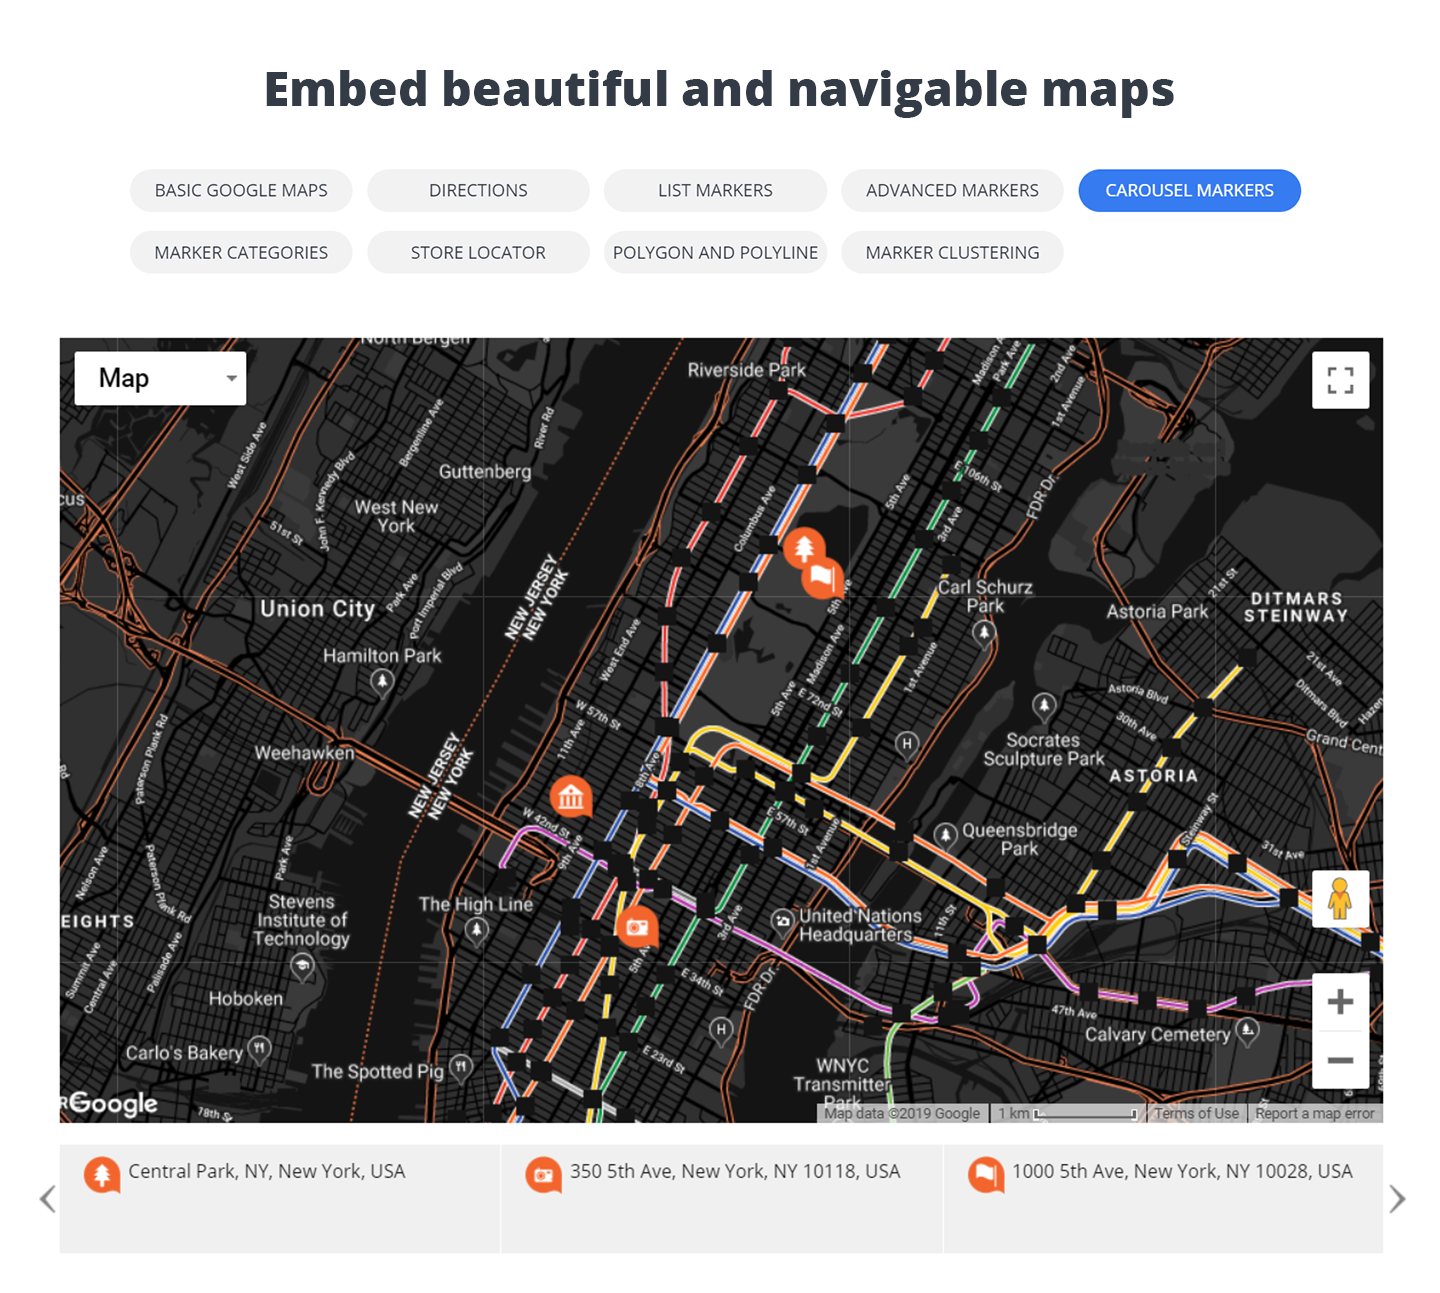 Embed beautiful and navigable maps
BASIC GOOGLE MAPS
DIRECTIONS
LIST MARKERS
ADVANCED MARKERS
CAROUSEL MARKERS
MARKER CATEGORIES
STORE LOCATOR
POLYGON AND POLYLINE
MARKER CLUSTERING
Map
North Bergen
Riverside Park
Madison A
Park Ave
2nd Ave
1st Avenue
West Side Ave
Bergenline Ave
River Rd
Guttenberg
E 106th St
5th Ave
FDR Dr.
cus
West New
York
John F. Kennedy Blvd
51st St
Columbus Ave
3rd Ave
NEW JERSEY
NEW YORK
Park Ave
Port Imperial Blvd
Union City
5th Ave
Carl Schurz
Park
Astoria Park
21st St
DITMARS
STEINWAY
Hamilton Park
West End Ave
Madison Ave
1st Avenue
21st Ave
Ditmars Blvd
Hazen
5th Ave
E 72nd St
Astoria Blvd
30th Ave
Grand Cent
W 57th St
11th Ave
Paterson Plank Rd
Weehawken
Rd
NEW JERSEY
NEW YORK
8th Ave
H
Socrates
Sculpture Park
ASTORIA
W 42nd St
9th Ave
E 57th St
1st Avenue
Queensbridge
Park
Steinway St
31st Ave
Nelson Ave
Paterson Plank Rd
Park Ave
EIGHTS
Stevens
Institute of
Technology
The High Line
3rd Ave
United Nations
Headquarters
11th St
Summit Ave
Central Ave
Palisade Ave
5th Av
E 34th St
FDR Dr.
Hoboken
47th Ave
Calvary Cemetery
H
Carlo's Bakery
The Spotted Pig
E 23rd St
WNYC
Transmitter
Park
69th St
Google
18th St
Map data ©2019 Google
1 km
Terms of Use
Report a map error
Central Park, NY, New York, USA
350 5th Ave, New York, NY 10118, USA
1000 5th Ave, New York, NY 10028, USA